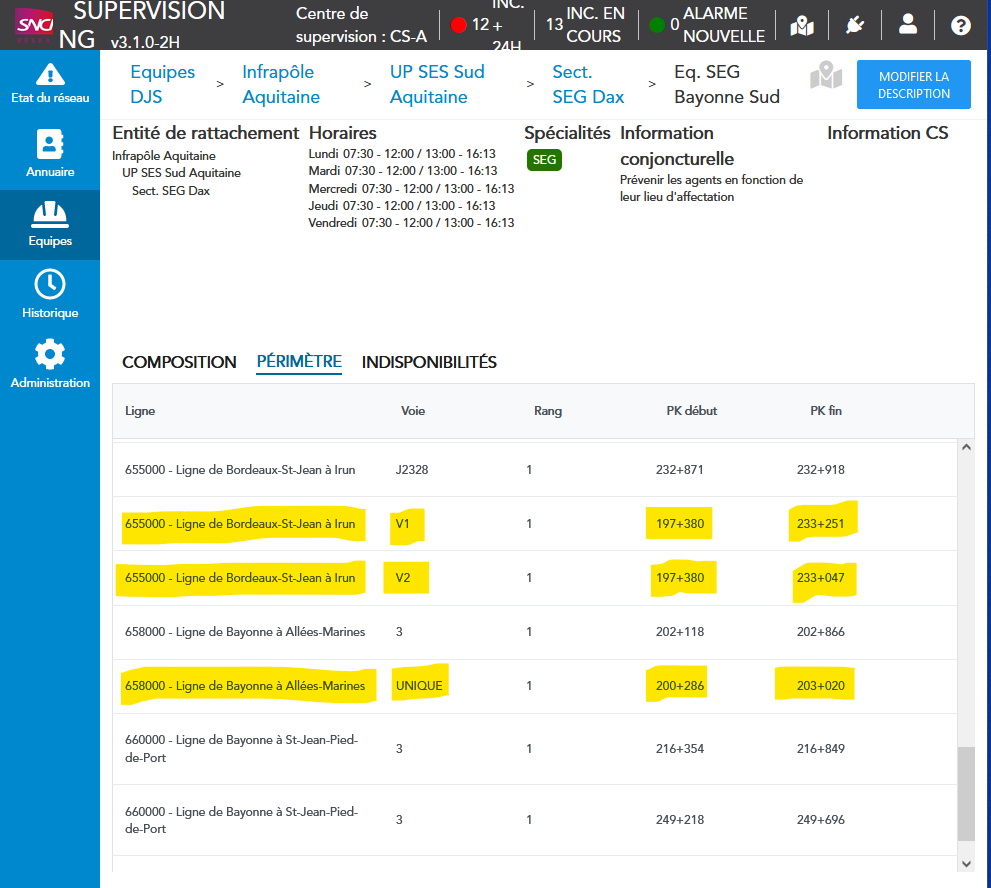 SNCF
SUPERVISION
NG v3.1.0-2H
Centre de
supervision : CS-A
12 INC.
+
24H
13 INC. EN
COURS
0 ALARME
NOUVELLE
Etat du réseau
Annuaire
Equipes
Historique
Administration
Equipes
DJS
>
Infrapôle
Aquitaine
>
UP SES Sud
Aquitaine
>
Sect.
SEG Dax
>
Eq. SEG
Bayonne Sud
MODIFIER LA
DESCRIPTION
Entité de rattachement
Infrapôle Aquitaine
UP SES Sud Aquitaine
Sect. SEG Dax
Horaires
Lundi 07:30 - 12:00 / 13:00 - 16:13
Mardi 07:30 - 12:00 / 13:00 - 16:13
Mercredi 07:30 - 12:00 / 13:00 - 16:13
Jeudi 07:30 - 12:00 / 13:00 - 16:13
Vendredi 07:30 - 12:00 / 13:00 - 16:13
Spécialités
SEG
Information
conjoncturelle
Prévenir les agents en fonction de
leur lieu d'affectation
Information CS
COMPOSITION PÉRIMÈTRE INDISPONIBILITÉS
Ligne Voie Rang PK début PK fin
655000 - Ligne de Bordeaux-St-Jean à Irun J2328 1 232+871 232+918
655000 - Ligne de Bordeaux-St-Jean à Irun V1 1 197+380 233+251
655000 - Ligne de Bordeaux-St-Jean à Irun V2 1 197+380 233+047
658000 - Ligne de Bayonne à Allées-Marines 3 1 202+118 202+866
658000 - Ligne de Bayonne à Allées-Marines UNIQUE 1 200+286 203+020
660000 - Ligne de Bayonne à St-Jean-Pied-
de-Port 3 1 216+354 216+849
660000 - Ligne de Bayonne à St-Jean-Pied-
de-Port 3 1 249+218 249+696